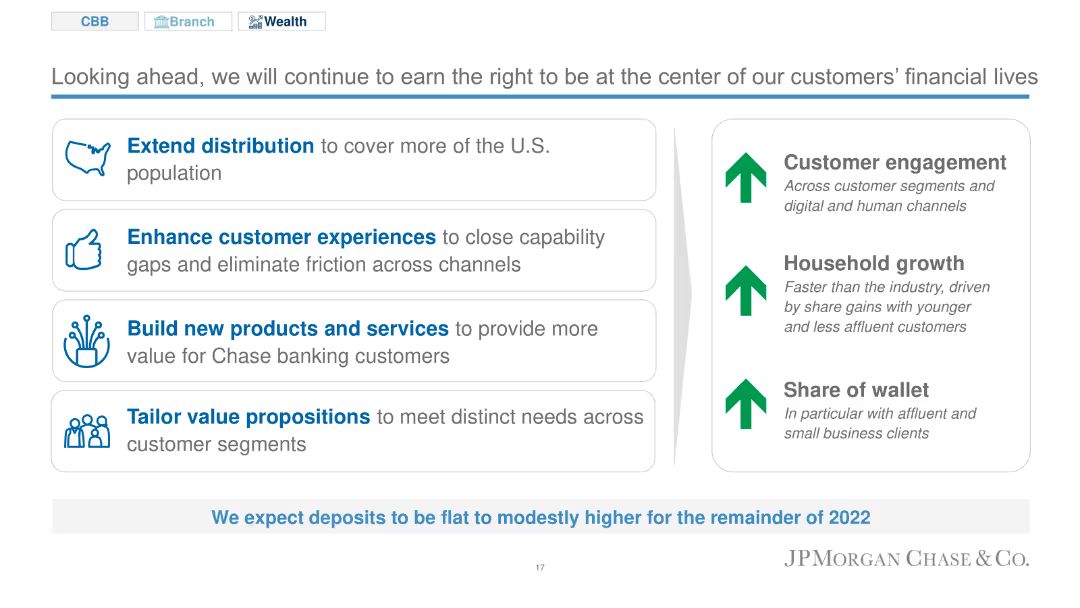 CBB
Branch
Wealth
Looking ahead, we will continue to earn the right to be at the center of our customers’ financial lives
Extend distribution to cover more of the U.S.
population
Enhance customer experiences to close capability
gaps and eliminate friction across channels
Build new products and services to provide more
value for Chase banking customers
Tailor value propositions to meet distinct needs across
customer segments
Customer engagement
Across customer segments and
digital and human channels
Household growth
Faster than the industry, driven
by share gains with younger
and less affluent customers
Share of wallet
In particular with affluent and
small business clients
We expect deposits to be flat to modestly higher for the remainder of 2022
JPMORGAN CHASE & CO.
17